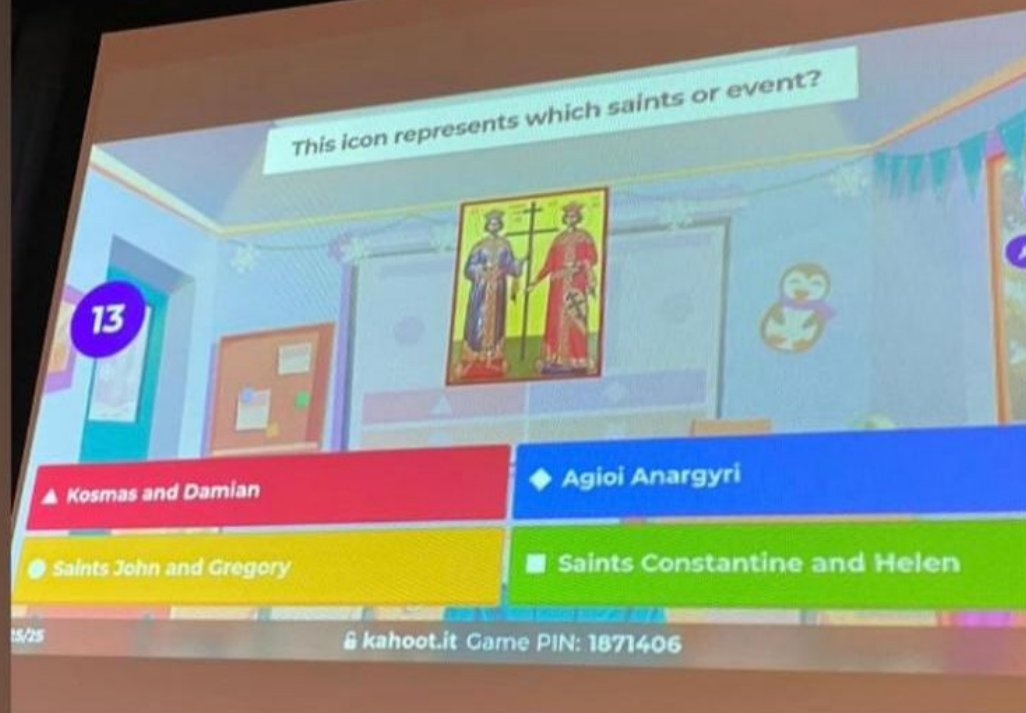 This icon represents which saints or event?
13
Kosmas and Damian
Agioi Anargyri
Saints John and Gregory
Saints Constantine and Helen
kahoot.it Game PIN: 1871406